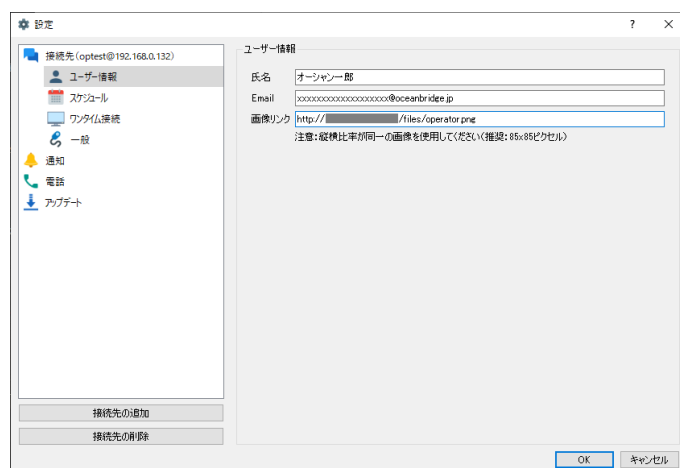 設定
?
×
接続先(optest@192.168.0.132)
ユーザー情報
スケジュール
ワンタイム接続
一般
通知
電話
アップデート
接続先の追加
接続先の削除
ユーザー情報
氏名 オーシャン一郎
Email xxxxxxxxxxxxxxxxxxx@oceanbridge.jp
画像リンク http:// /files/operator.png
注意:縦横比率が同一の画像を使用してください(推奨:85x85ピクセル)
OK
キャンセル